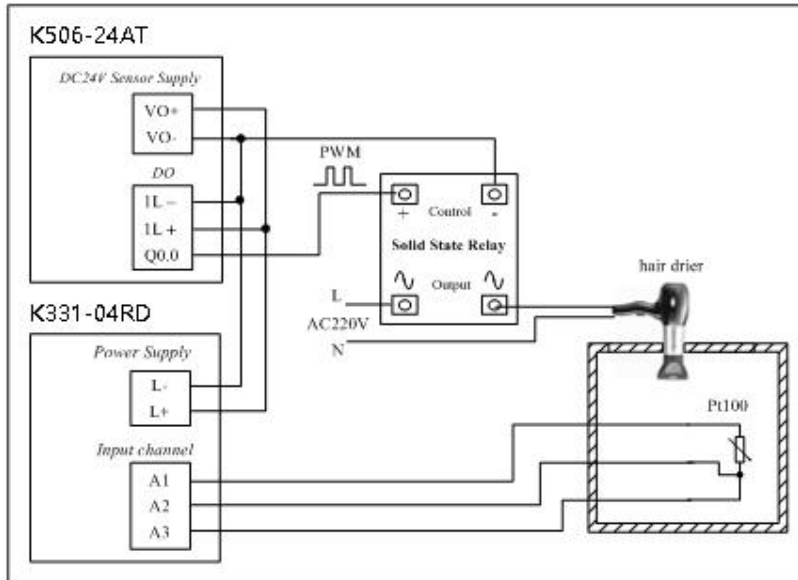 K506-24AT
DC24V Sensor Supply
VO+
VO-
DO
1L –
1L +
Q0.0
PWM
+ Control -
Solid State Relay
Output
L
AC220V
N
hair drier
K331-04RD
Power Supply
L-
L+
Input channel
A1
A2
A3
Pt100